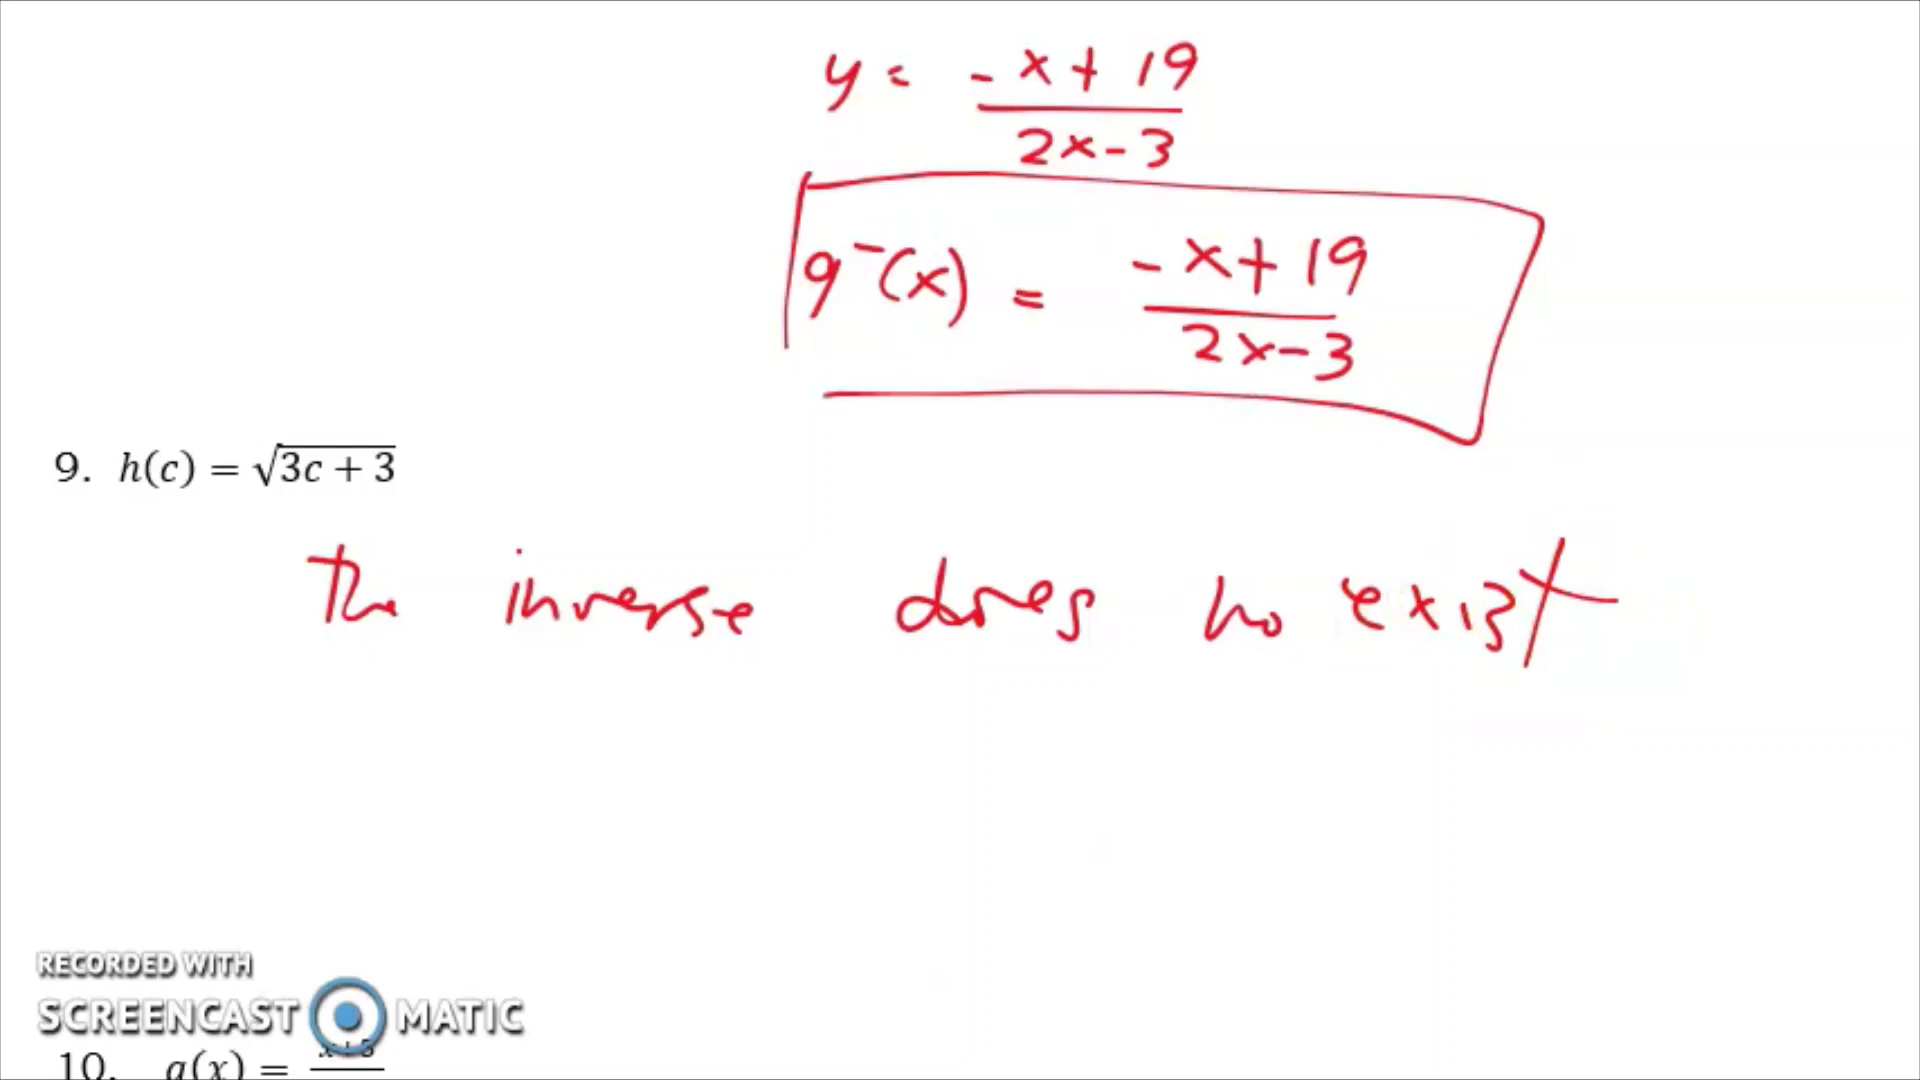 y = -x + 19
2x - 3
g⁻(x) = -x + 19
2x - 3
9. h(c) = √3c + 3
The inverse does no exist
RECORDED WITH
SCREENCAST MATIC
10. g(x) = x+5